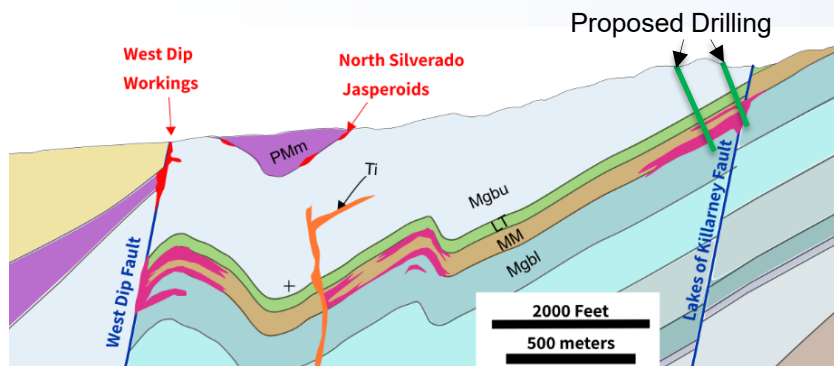 Proposed Drilling
West Dip
Workings
North Silverado
Jasperoids
PMm
Ti
Mgbu
LT
MM
Mgbl
West Dip Fault
Lakes of Killarney Fault
2000 Feet
500 meters